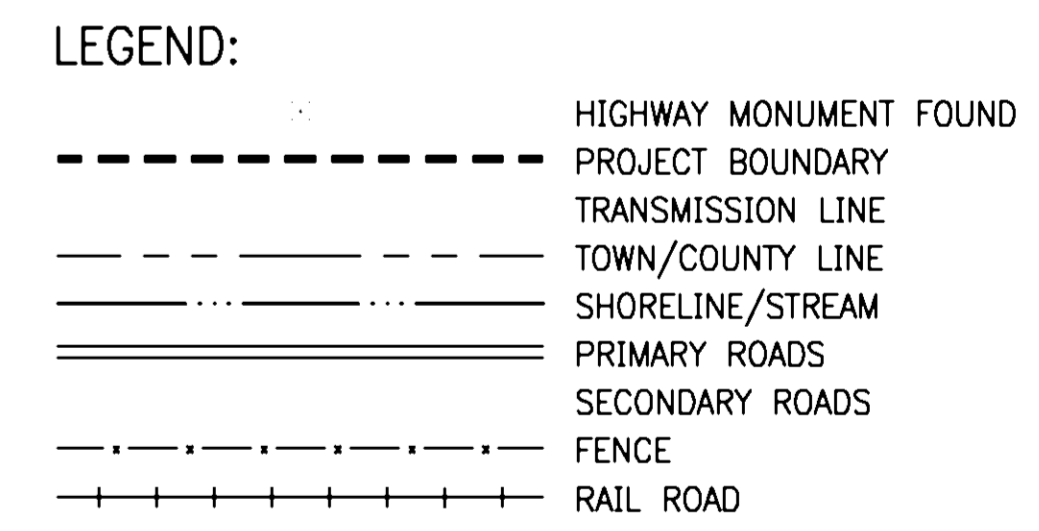 LEGEND:
HIGHWAY MONUMENT FOUND
PROJECT BOUNDARY
TRANSMISSION LINE
TOWN/COUNTY LINE
SHORELINE/STREAM
PRIMARY ROADS
SECONDARY ROADS
FENCE
RAIL ROAD